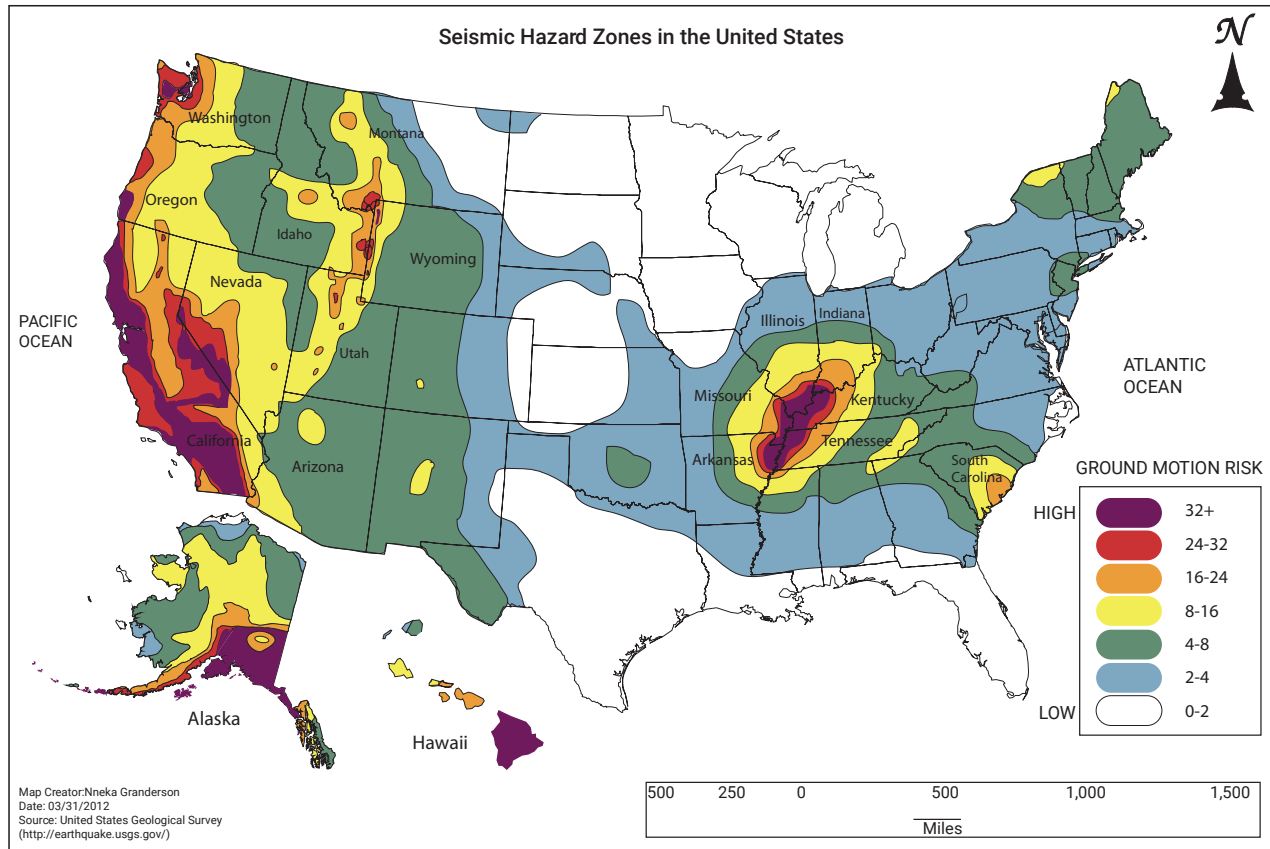 Seismic Hazard Zones in the United States
N
Washington
Montana
Oregon
Idaho
Wyoming
Nevada
PACIFIC
OCEAN
Utah
Illinois
Indiana
ATLANTIC
OCEAN
Missouri
Kentucky
California
Arizona
Arkansas
Tennessee
South
Carolina
GROUND MOTION RISK
HIGH
32+
24-32
16-24
8-16
4-8
2-4
LOW
0-2
Alaska
Hawaii
Map Creator:Nneka Granderson
Date: 03/31/2012
Source: United States Geological Survey
(http://earthquake.usgs.gov/)
500 250 0 500 1,000 1,500
Miles